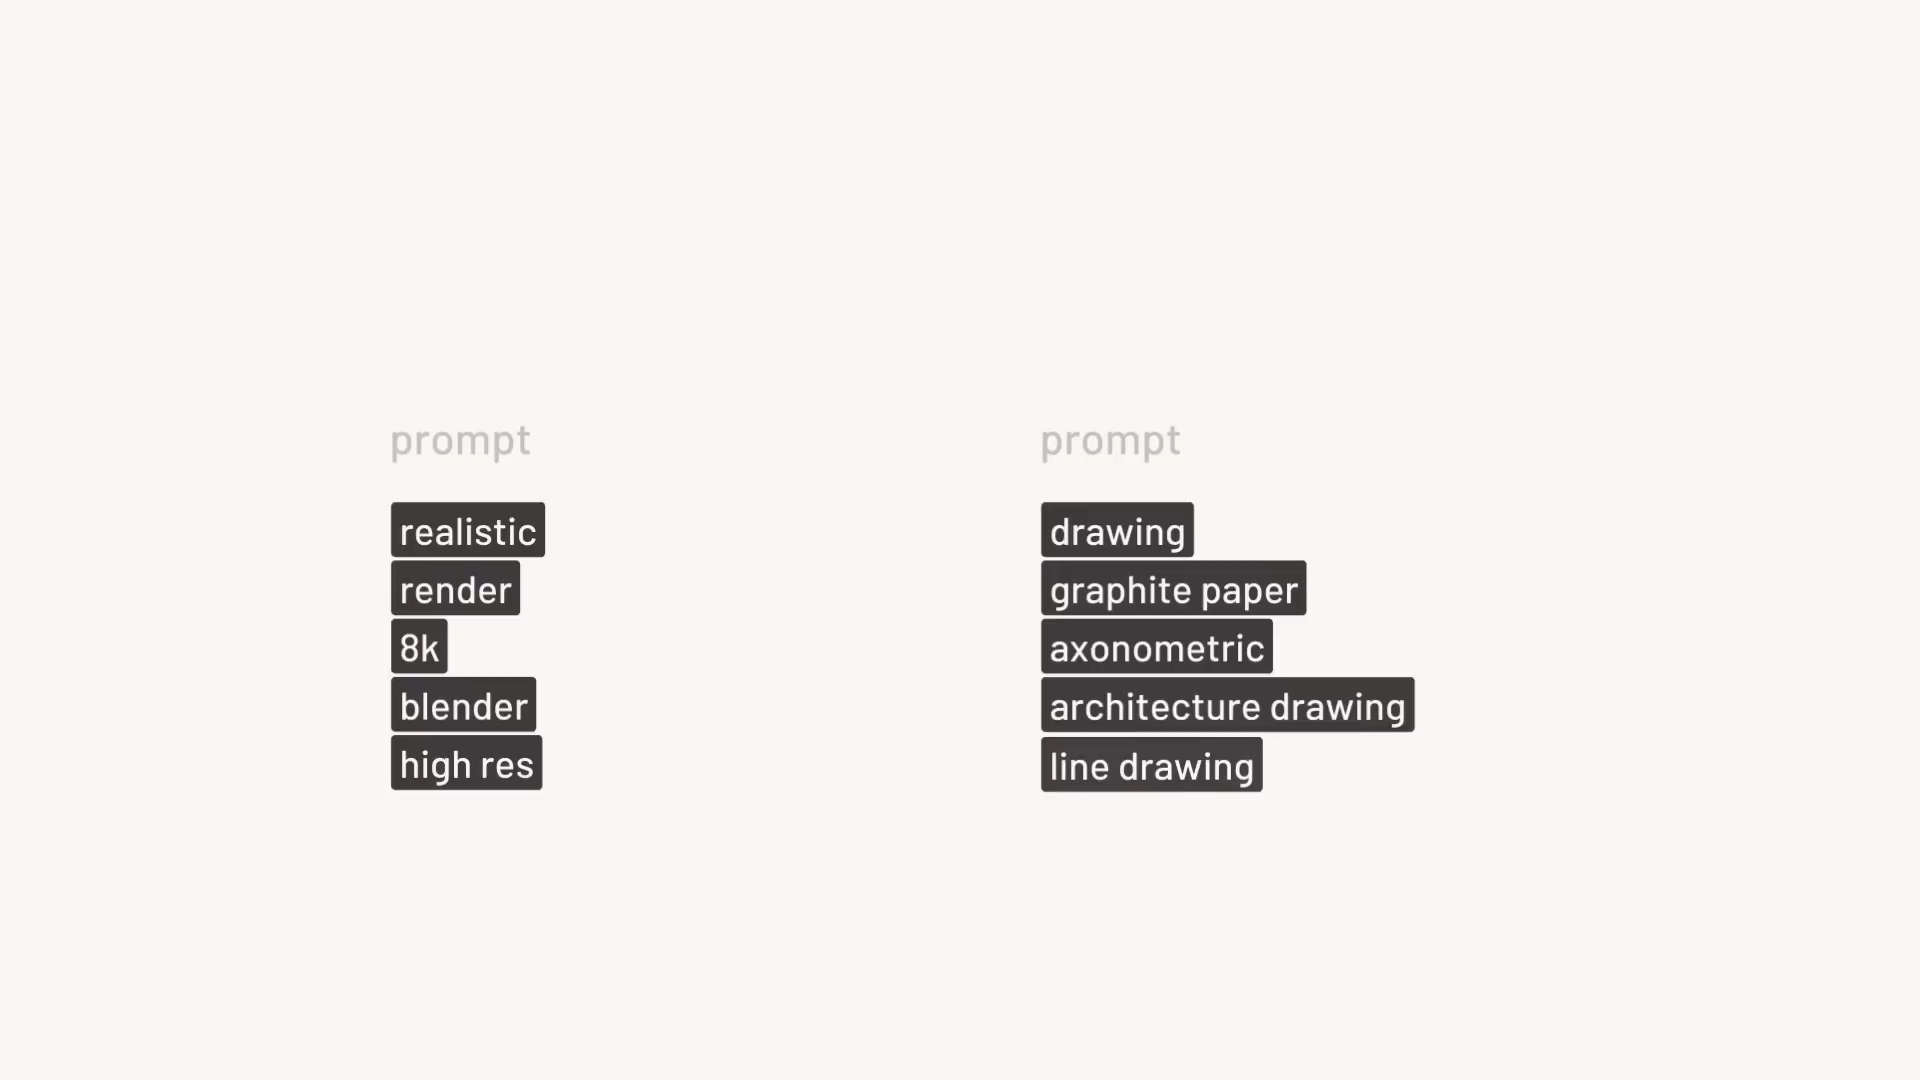 prompt
realistic
render
8k
blender
high res
prompt
drawing
graphite paper
axonometric
architecture drawing
line drawing